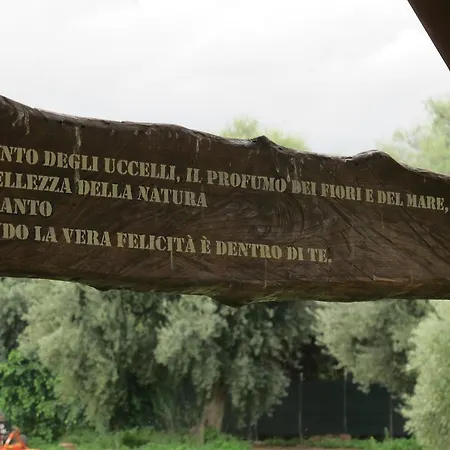 NTO DEGLI UCCELLI, IL PROFUMO DEI FIORI E DEL MARE,
ELLEZZA DELLA NATURA
ANTO
NDO LA VERA FELICITÀ È DENTRO DI TE.